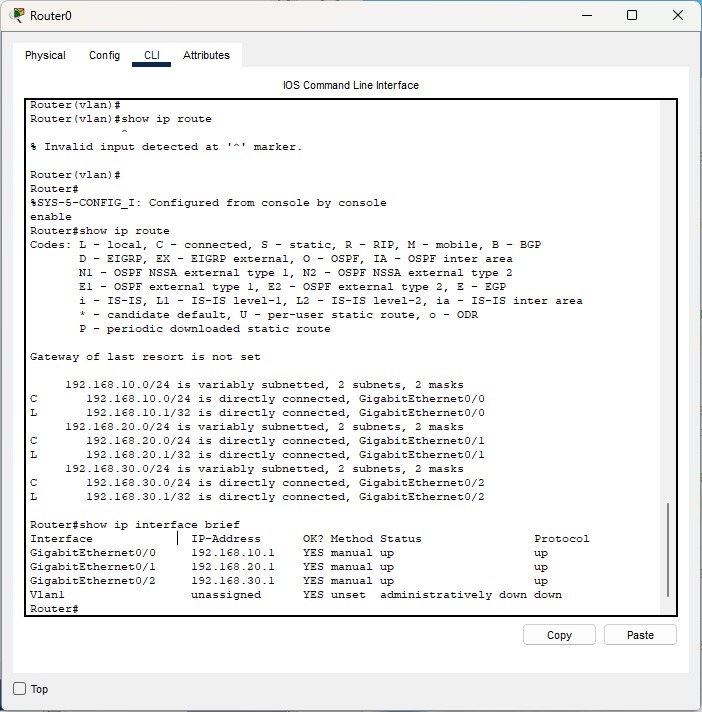 Router0
Physical Config CLI Attributes
IOS Command Line Interface
Router(vlan)#
Router(vlan)#show ip route
^
% Invalid input detected at '^' marker.
Router(vlan)#
Router#
%SYS-5-CONFIG_I: Configured from console by console
enable
Router#show ip route
Codes: L - local, C - connected, S - static, R - RIP, M - mobile, B - BGP
D - EIGRP, EX - EIGRP external, O - OSPF, IA - OSPF inter area
N1 - OSPF NSSA external type 1, N2 - OSPF NSSA external type 2
E1 - OSPF external type 1, E2 - OSPF external type 2, E - EGP
i - IS-IS, L1 - IS-IS level-1, L2 - IS-IS level-2, ia - IS-IS inter area
* - candidate default, U - per-user static route, o - ODR
P - periodic downloaded static route
Gateway of last resort is not set
192.168.10.0/24 is variably subnetted, 2 subnets, 2 masks
C 192.168.10.0/24 is directly connected, GigabitEthernet0/0
L 192.168.10.1/32 is directly connected, GigabitEthernet0/0
192.168.20.0/24 is variably subnetted, 2 subnets, 2 masks
C 192.168.20.0/24 is directly connected, GigabitEthernet0/1
L 192.168.20.1/32 is directly connected, GigabitEthernet0/1
192.168.30.0/24 is variably subnetted, 2 subnets, 2 masks
C 192.168.30.0/24 is directly connected, GigabitEthernet0/2
L 192.168.30.1/32 is directly connected, GigabitEthernet0/2
Router#show ip interface brief
Interface IP-Address OK? Method Status Protocol
GigabitEthernet0/0 192.168.10.1 YES manual up up
GigabitEthernet0/1 192.168.20.1 YES manual up up
GigabitEthernet0/2 192.168.30.1 YES manual up up
Vlan1 unassigned YES unset administratively down down
Router#
Copy Paste
Top